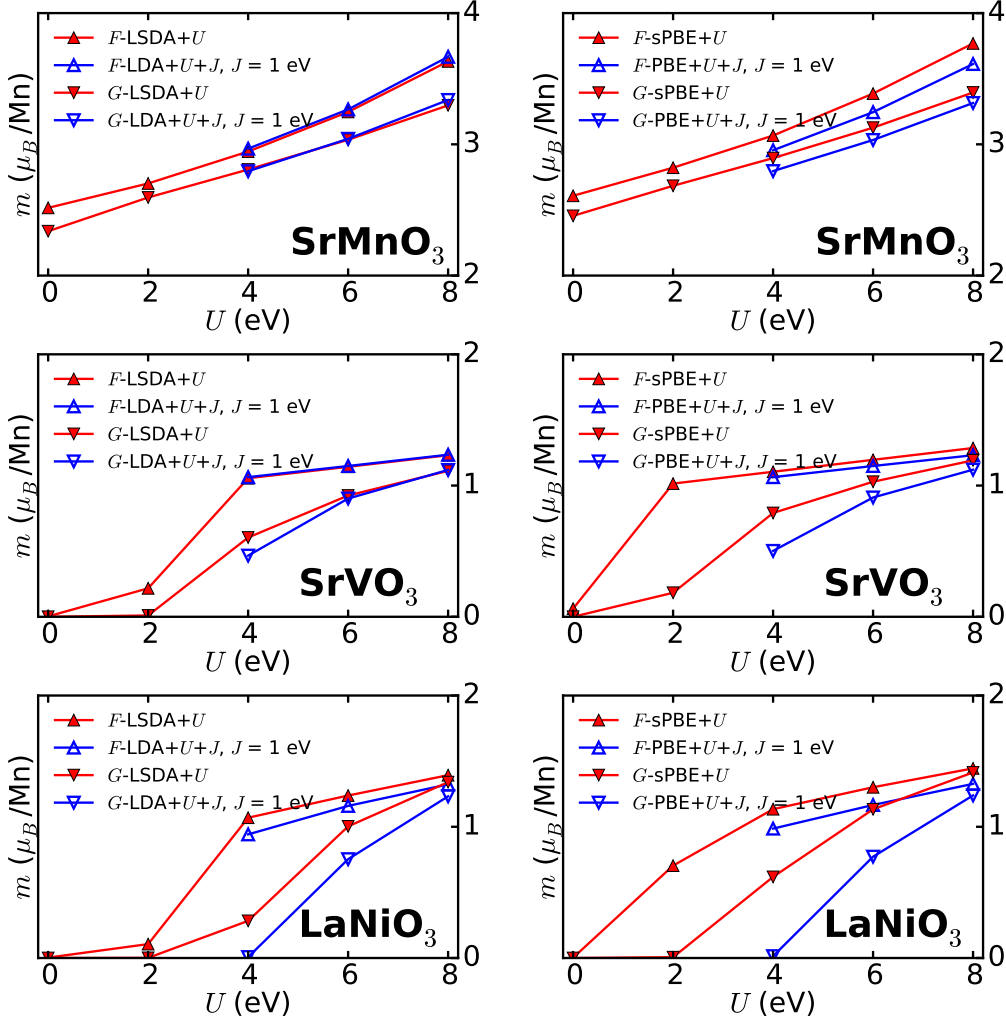 F-LSDA+U
F-LDA+U+J, J = 1 eV
G-LSDA+U
G-LDA+U+J, J = 1 eV
m (μ_B/Mn)
4
3
2
SrMnO₃
0 2 4 6 8
U (eV)
F-sPBE+U
F-PBE+U+J, J = 1 eV
G-sPBE+U
G-PBE+U+J, J = 1 eV
m (μ_B/Mn)
4
3
2
SrMnO₃
0 2 4 6 8
U (eV)
F-LSDA+U
F-LDA+U+J, J = 1 eV
G-LSDA+U
G-LDA+U+J, J = 1 eV
m (μ_B/Mn)
2
1
0
SrVO₃
0 2 4 6 8
U (eV)
F-sPBE+U
F-PBE+U+J, J = 1 eV
G-sPBE+U
G-PBE+U+J, J = 1 eV
m (μ_B/Mn)
2
1
0
SrVO₃
0 2 4 6 8
U (eV)
F-LSDA+U
F-LDA+U+J, J = 1 eV
G-LSDA+U
G-LDA+U+J, J = 1 eV
m (μ_B/Mn)
2
1
0
LaNiO₃
0 2 4 6 8
U (eV)
F-sPBE+U
F-PBE+U+J, J = 1 eV
G-sPBE+U
G-PBE+U+J, J = 1 eV
m (μ_B/Mn)
2
1
0
LaNiO₃
0 2 4 6 8
U (eV)